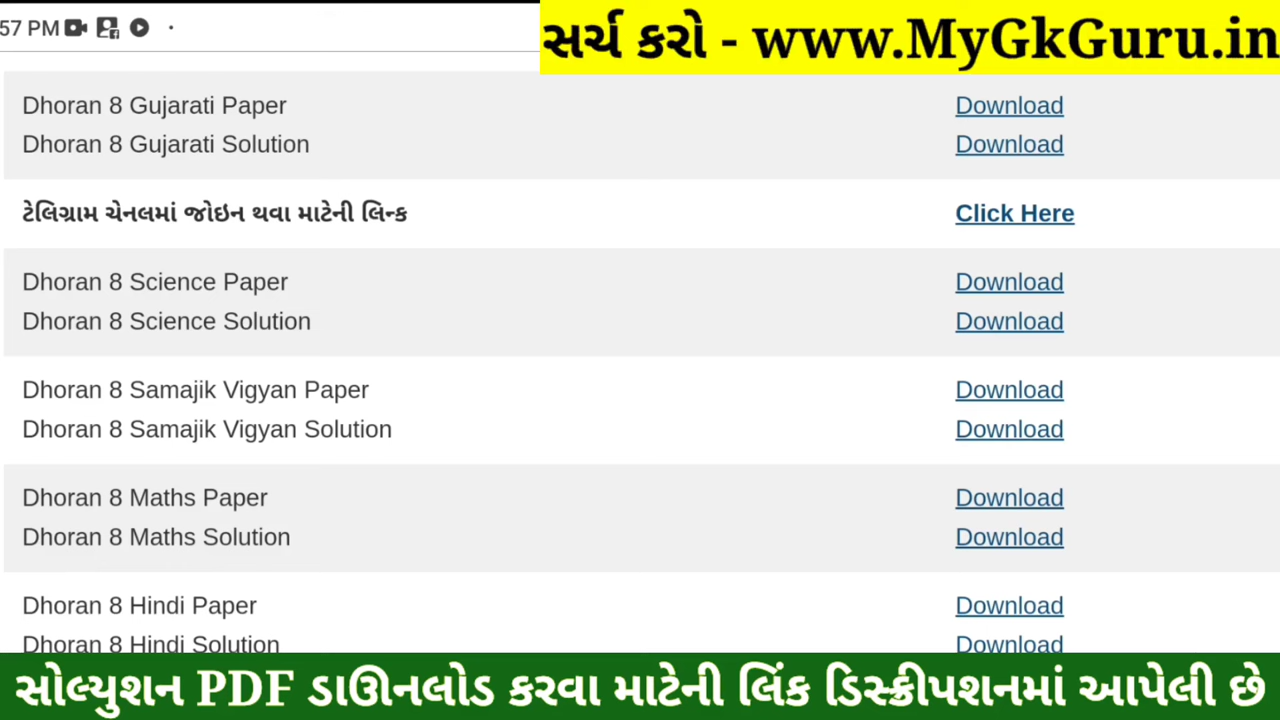 57 PM
સર્ચ કરો - www.MyGkGuru.in
Dhoran 8 Gujarati Paper Download
Dhoran 8 Gujarati Solution Download
ટેલિગ્રામ ચેનલમાં જોઇન થવા માટેની લિન્ક Click Here
Dhoran 8 Science Paper Download
Dhoran 8 Science Solution Download
Dhoran 8 Samajik Vigyan Paper Download
Dhoran 8 Samajik Vigyan Solution Download
Dhoran 8 Maths Paper Download
Dhoran 8 Maths Solution Download
Dhoran 8 Hindi Paper Download
Dhoran 8 Hindi Solution Download
સોલ્યુશન PDF ડાઊનલોડ કરવા માટેની લિંક ડિસ્ક્રીપશનમાં આપેલી છે